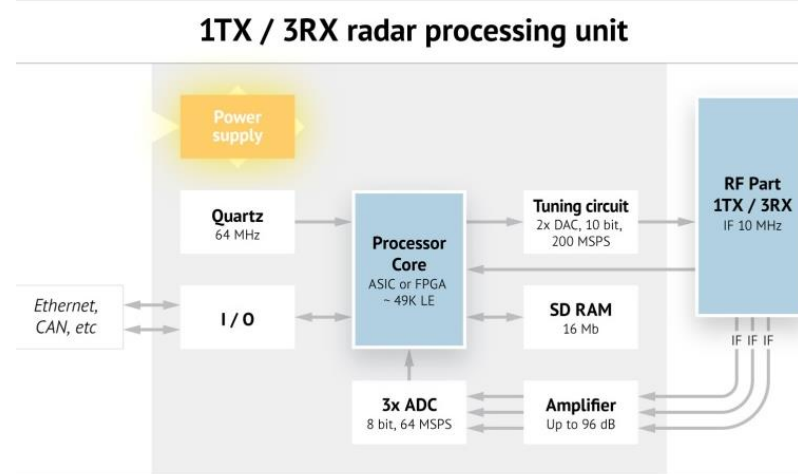 1TX / 3RX radar processing unit
Power
supply
Quartz
64 MHz
Processor
Core
ASIC or FPGA
~ 49K LE
Tuning circuit
2x DAC, 10 bit,
200 MSPS
RF Part
1TX / 3RX
IF 10 MHz
Ethernet,
CAN, etc
I / O
SD RAM
16 Mb
IF IF IF
3x ADC
8 bit, 64 MSPS
Amplifier
Up to 96 dB